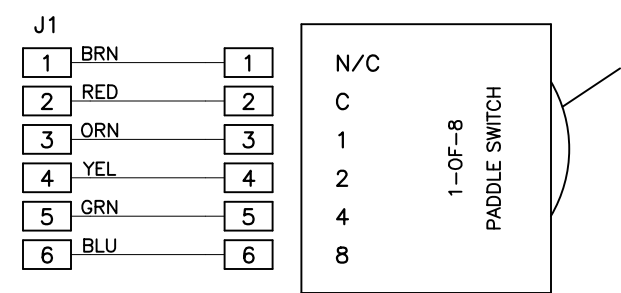 J1
1 BRN 1 N/C
2 RED 2 C
3 ORN 3 1
4 YEL 4 2
5 GRN 5 4
6 BLU 6 8
1-OF-8
PADDLE SWITCH